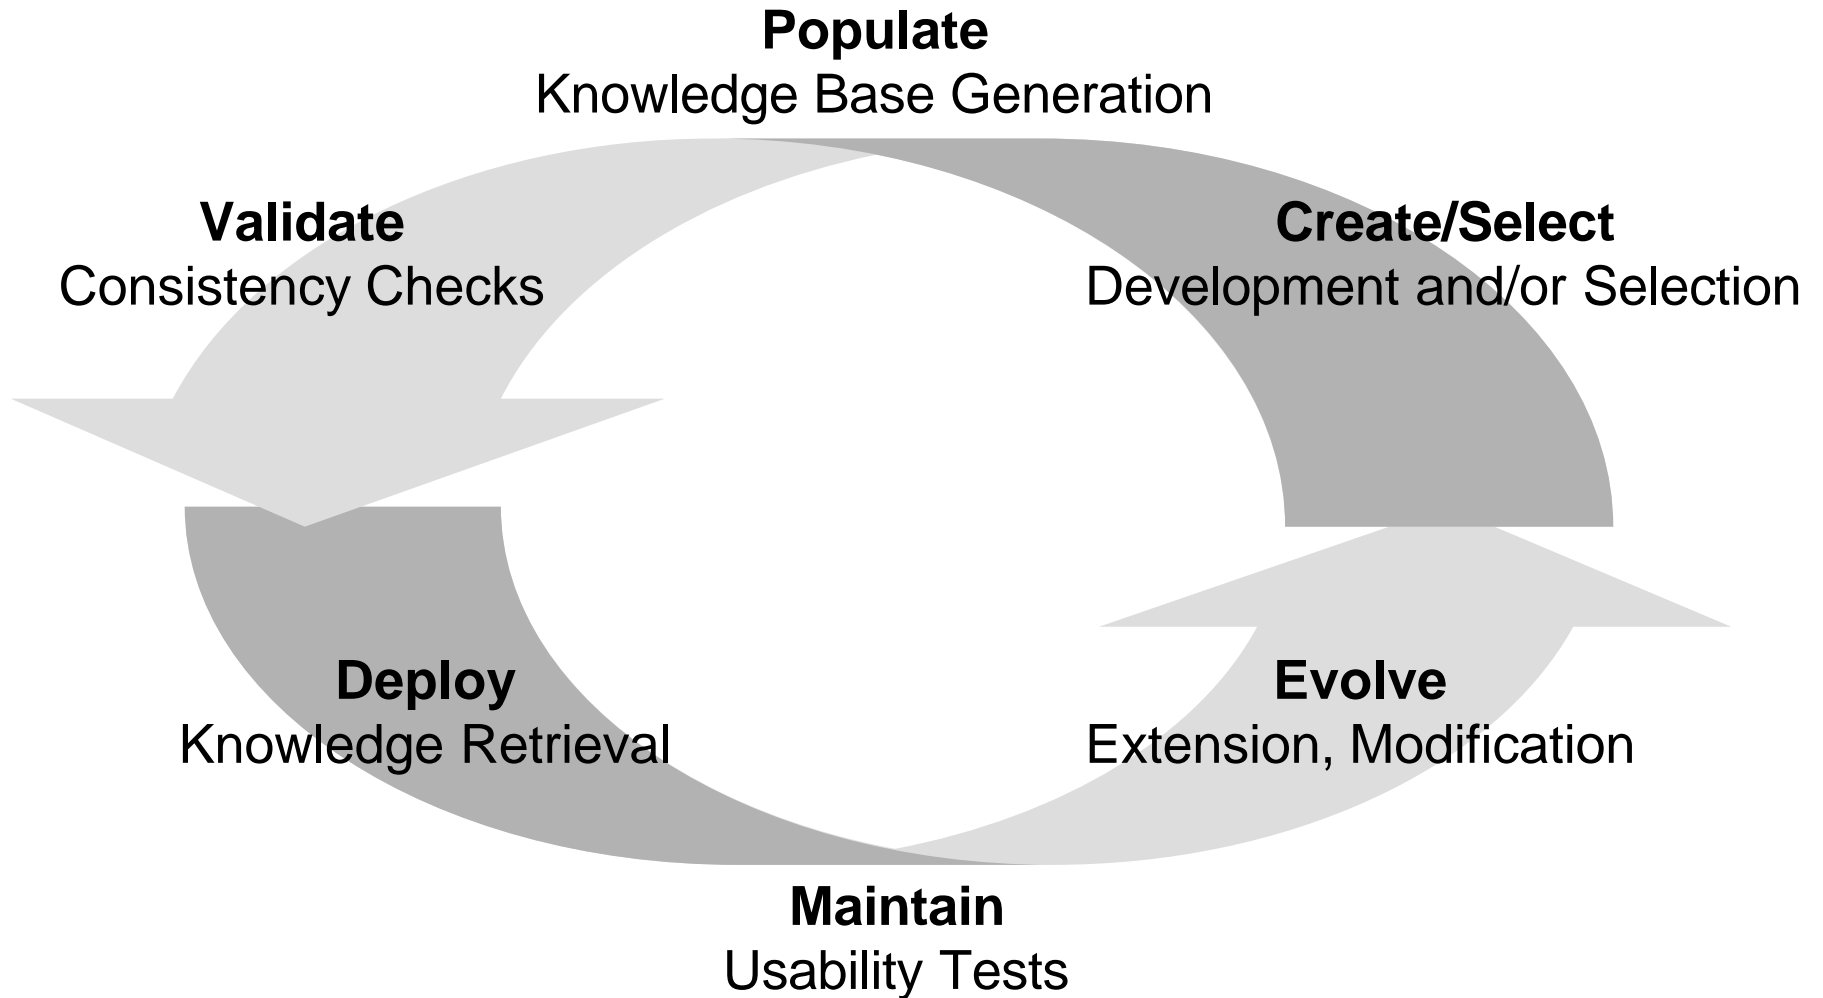 Populate
Knowledge Base Generation
Validate
Consistency Checks
Create/Select
Development and/or Selection
Deploy
Knowledge Retrieval
Evolve
Extension, Modification
Maintain
Usability Tests